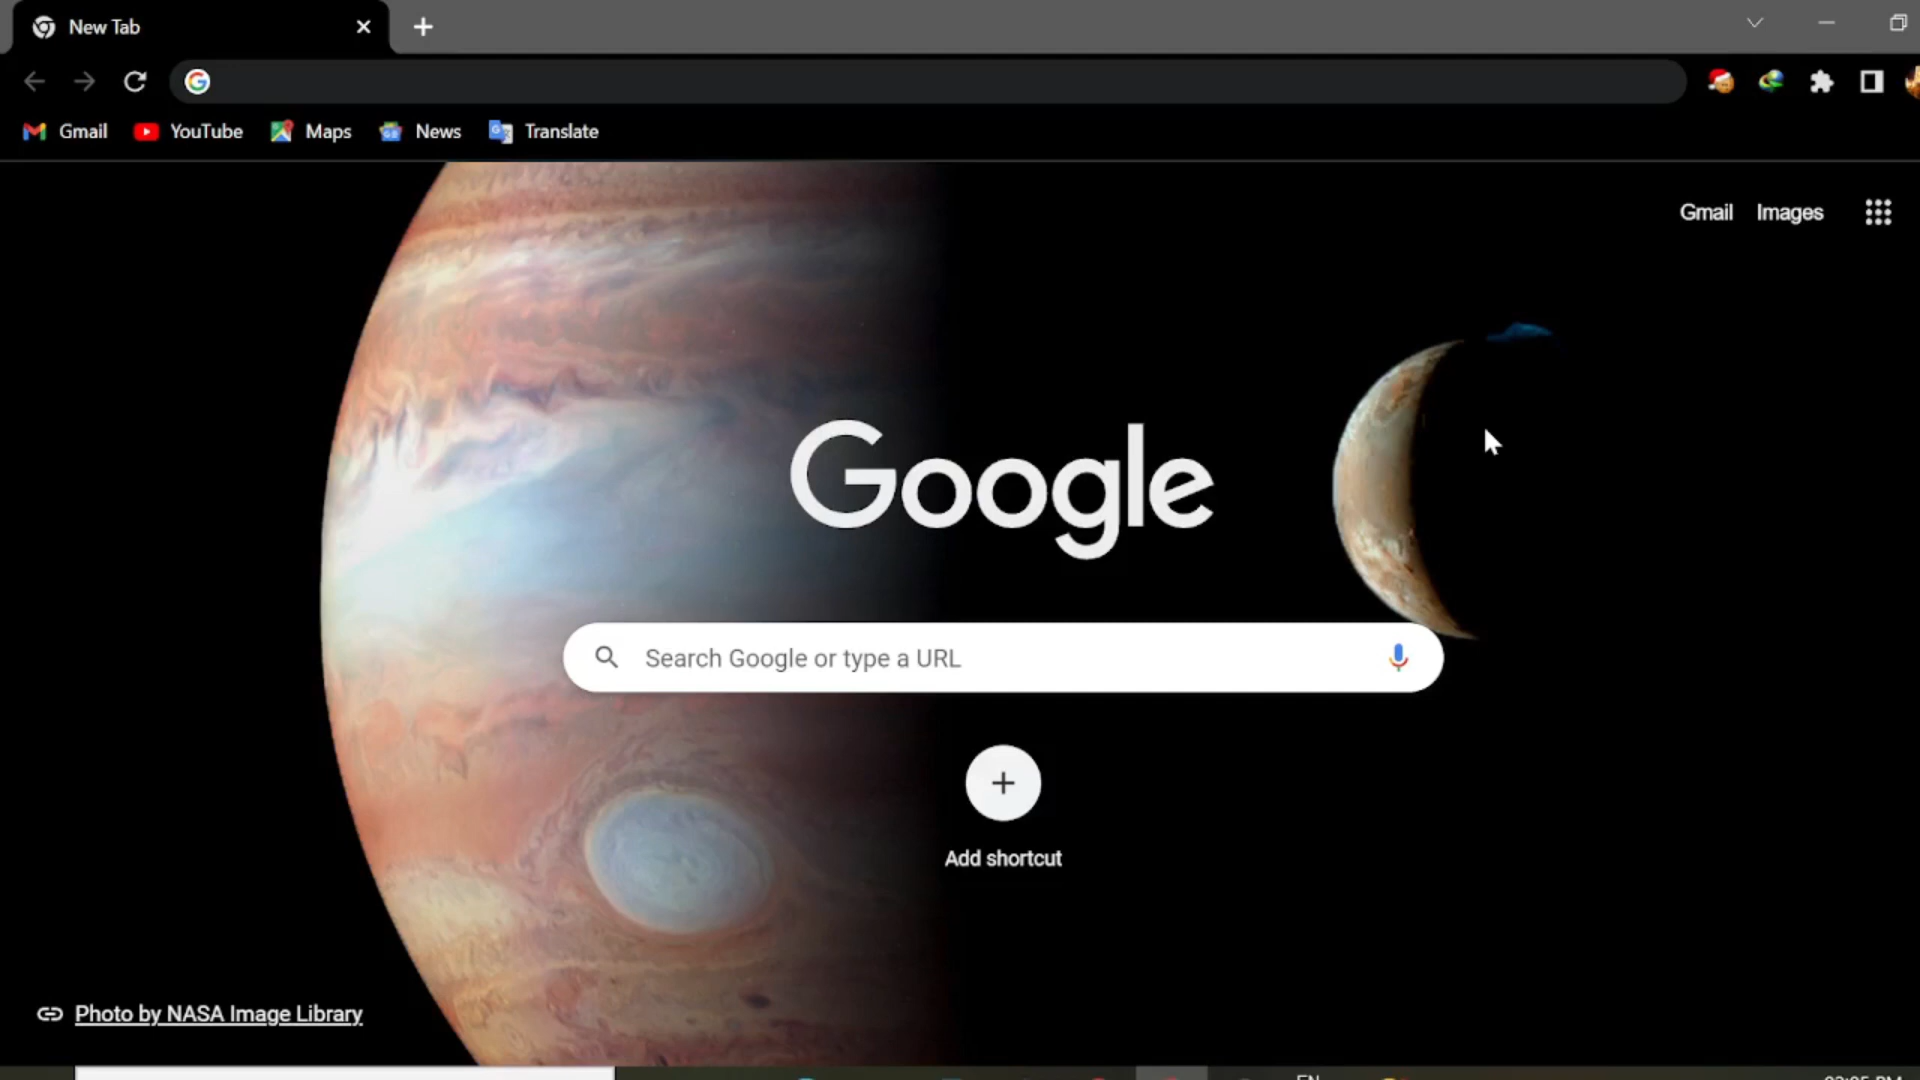 New Tab
Gmail
YouTube
Maps
News
Translate
Gmail
Images
Google
Search Google or type a URL
Add shortcut
Photo by NASA Image Library